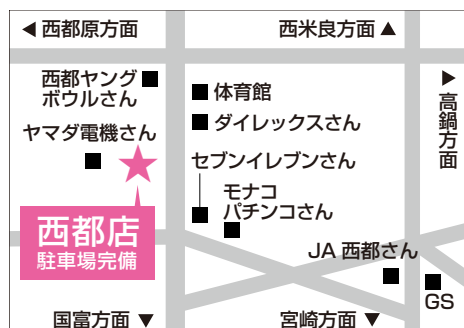 ◀西都原方面
西米良方面▲
西都ヤング
ボウルさん
体育館
ダイレックスさん
▶
高鍋方面
ヤマダ電機さん
セブンイレブンさん
モナコ
パチンコさん
西都店
駐車場完備
JA 西都さん
GS
国富方面▼
宮崎方面▼